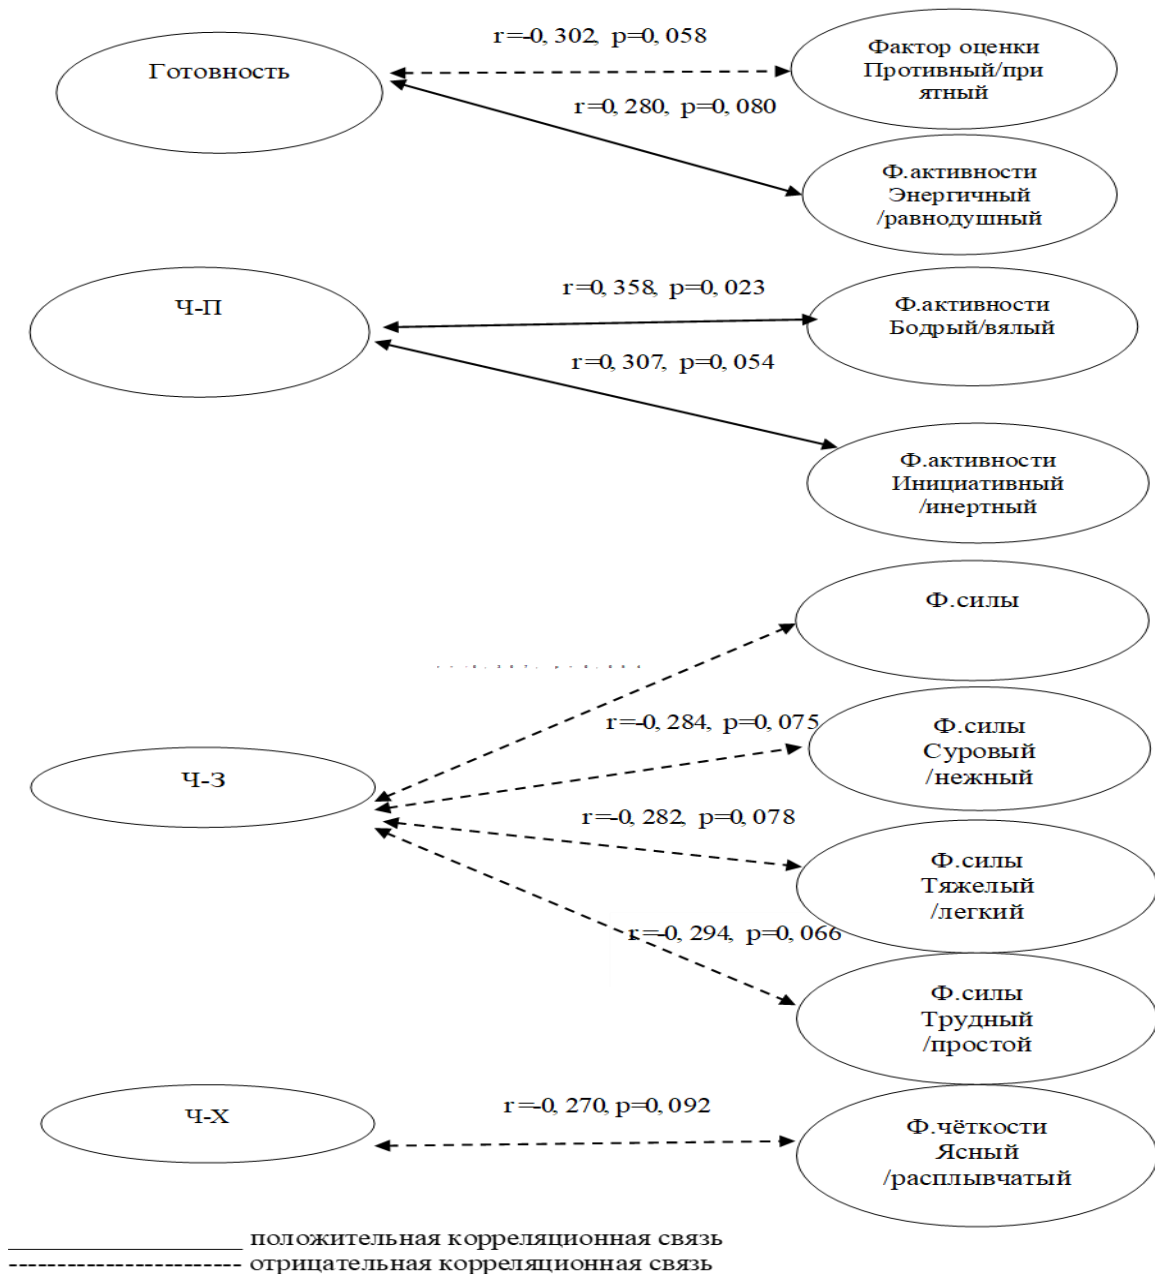 r=-0, 302, p=0, 058
Готовность
Фактор оценки
Противный/при
ятный
r=0, 280, p=0, 080
Ф.активности
Энергичный
/равнодушный
Ч-П
r=0, 358, p=0, 023
Ф.активности
Бодрый/вялый
r=0, 307, p=0, 054
Ф.активности
Инициативный
/инертный
Ф.силы
r=-0, 284, p=0, 075
Ф.силы
Суровый
/нежный
Ч-З
r=-0, 282, p=0, 078
Ф.силы
Тяжелый
/легкий
r=-0, 294, p=0, 066
Ф.силы
Трудный
/простой
Ч-Х
r=-0, 270, p=0, 092
Ф.чёткости
Ясный
/расплывчатый
положительная корреляционная связь
отрицательная корреляционная связь